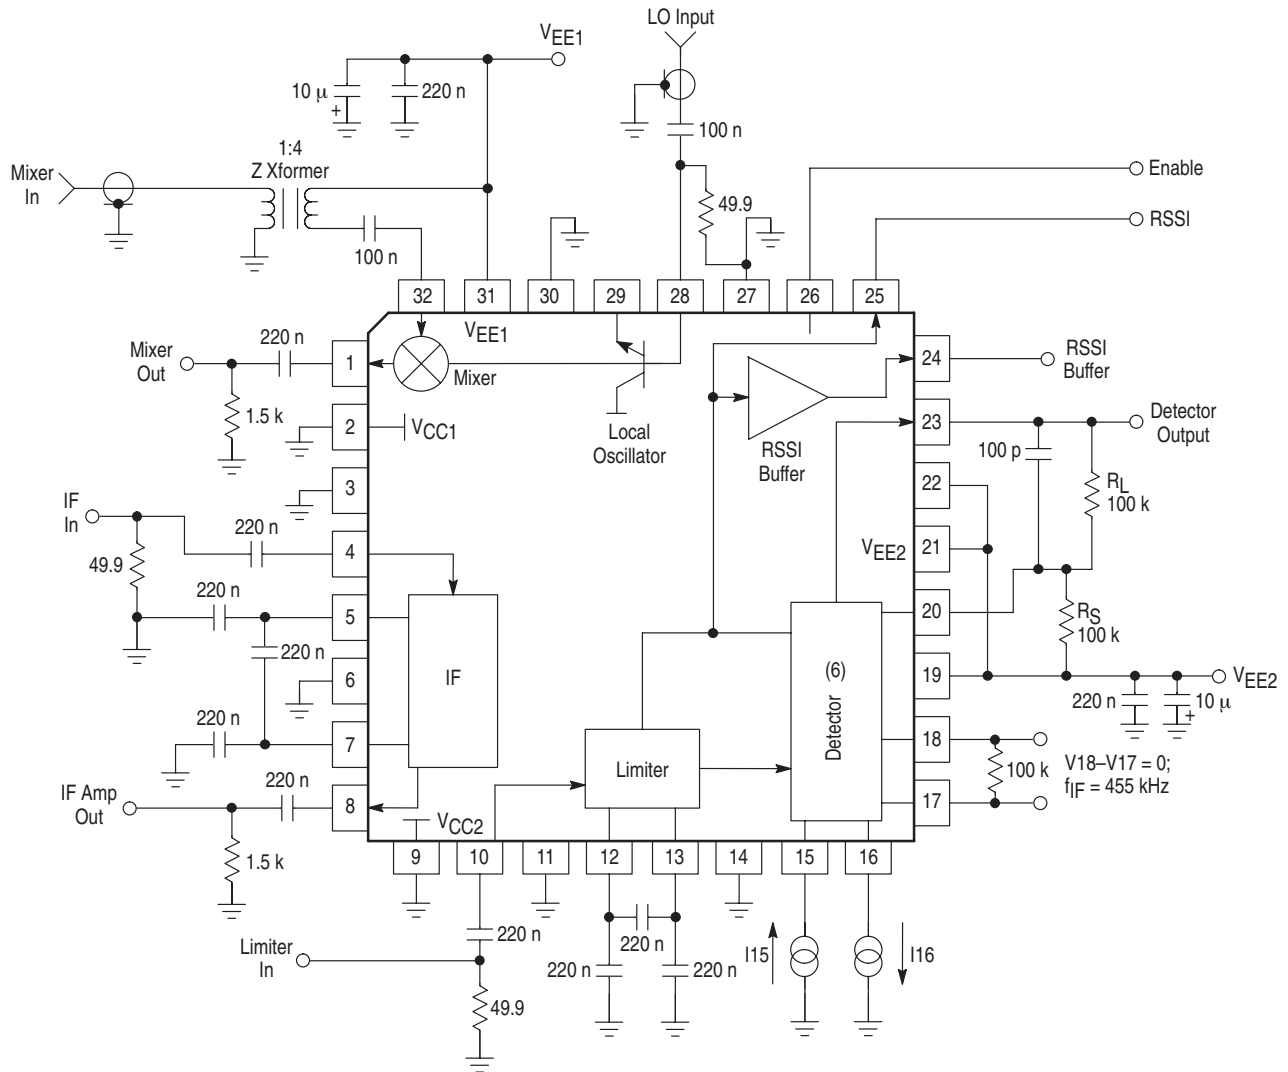 LO Input
VEE1
10 µ
+
220 n
100 n
1:4
Z Xformer
Mixer
In
49.9
Enable
RSSI
100 n
32
31
30
29
28
27
26
25
VEE1
220 n
Mixer
Out
1
Mixer
24
RSSI
Buffer
1.5 k
2
VCC1
Local
Oscillator
RSSI
Buffer
23
Detector
Output
100 p
3
22
RL
100 k
IF
In
220 n
4
VEE2
21
49.9
220 n
5
20
RS
100 k
220 n
6
IF
(6)
Detector
19
VEE2
220 n
10 µ
+
220 n
7
18
Limiter
100 k
V18–V17 = 0;
fIF = 455 kHz
IF Amp
Out
220 n
8
17
VCC2
1.5 k
9
10
11
12
13
14
15
16
220 n
220 n
Limiter
In
220 n
220 n
I15
I16
49.9